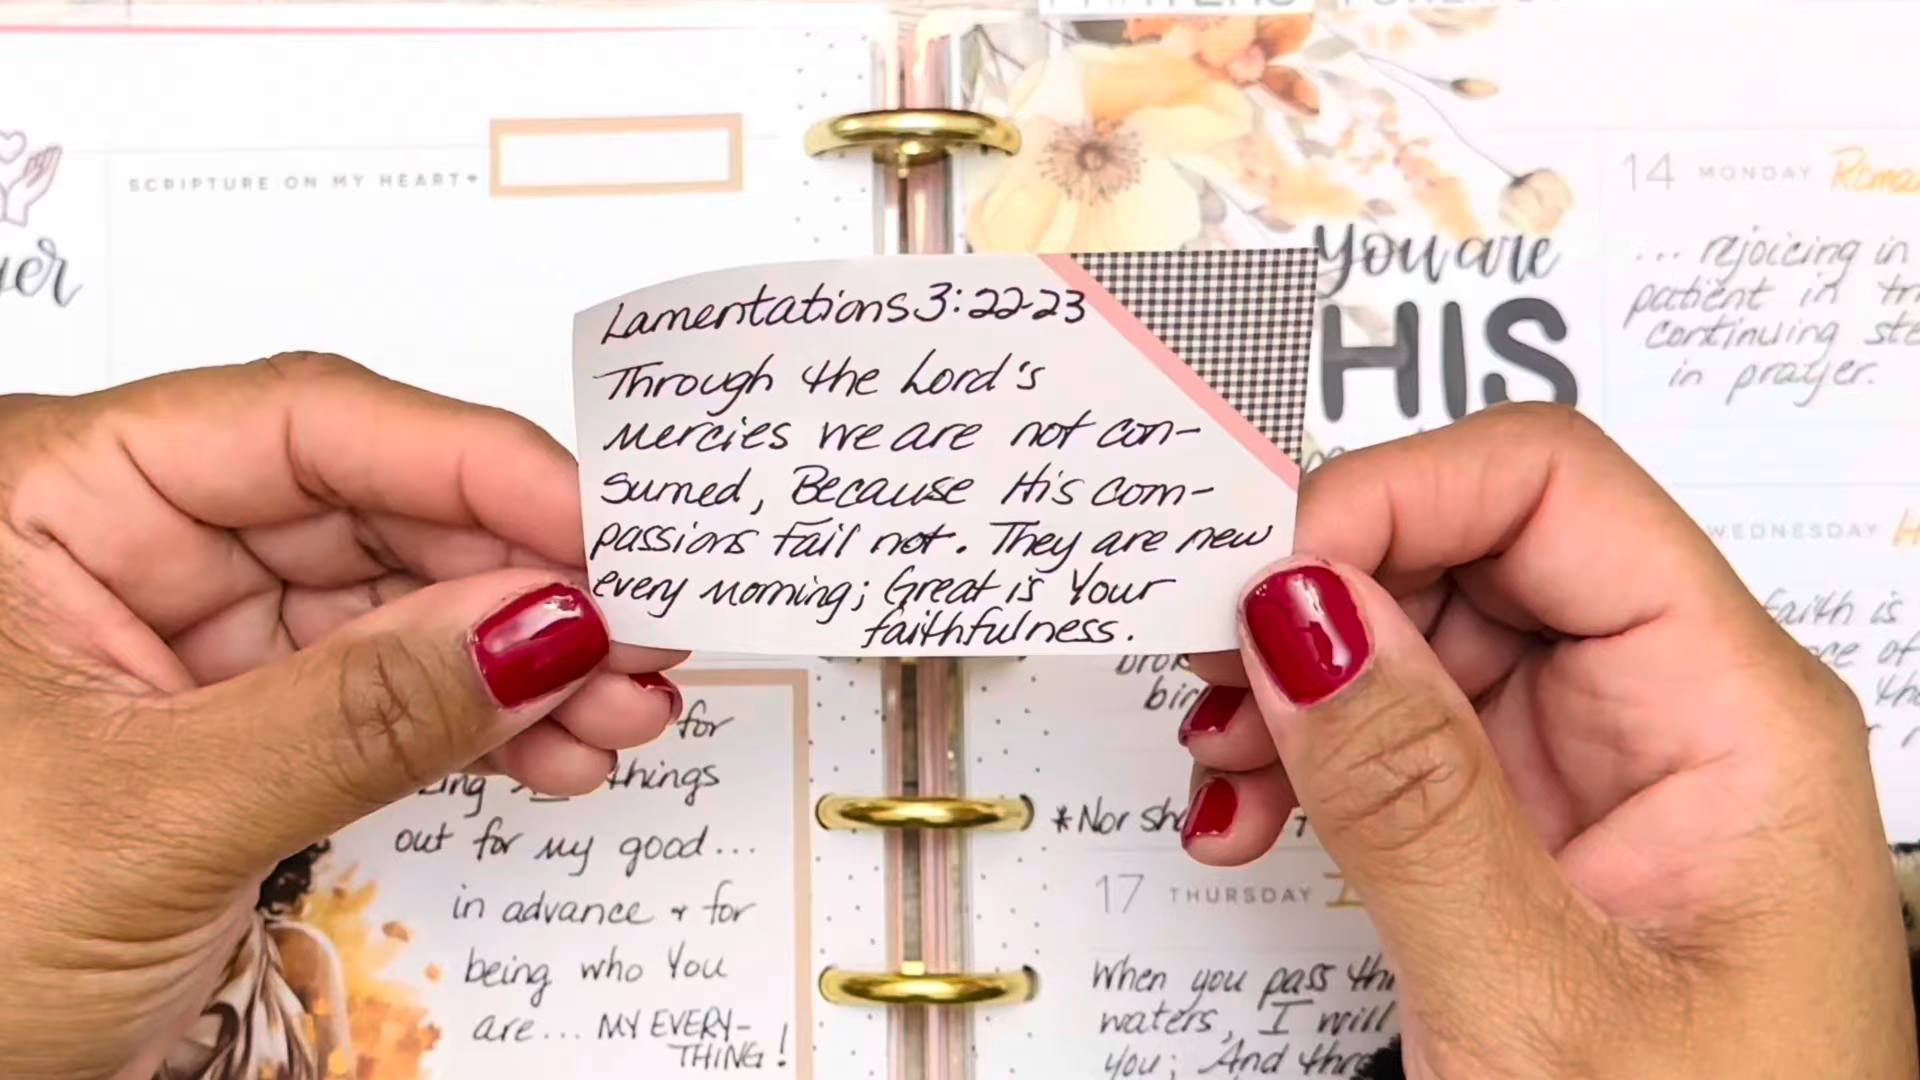 SCRIPTURE ON MY HEART
Lamentations 3:22-23
Through the Lord's
Mercies we are not con-
sumed, Because His com-
passions fail not. They are new
every morning; Great is Your
faithfulness.
for
things
out for my good...
in advance & for
being who You
are... MY EVERY-
THING!
You are
HIS
14 MONDAY
... rejoicing in
patient in
continuing
in prayer.
WEDNESDAY
faith is
of
*Nor
17 THURSDAY
When you pass
waters, I will
you; And